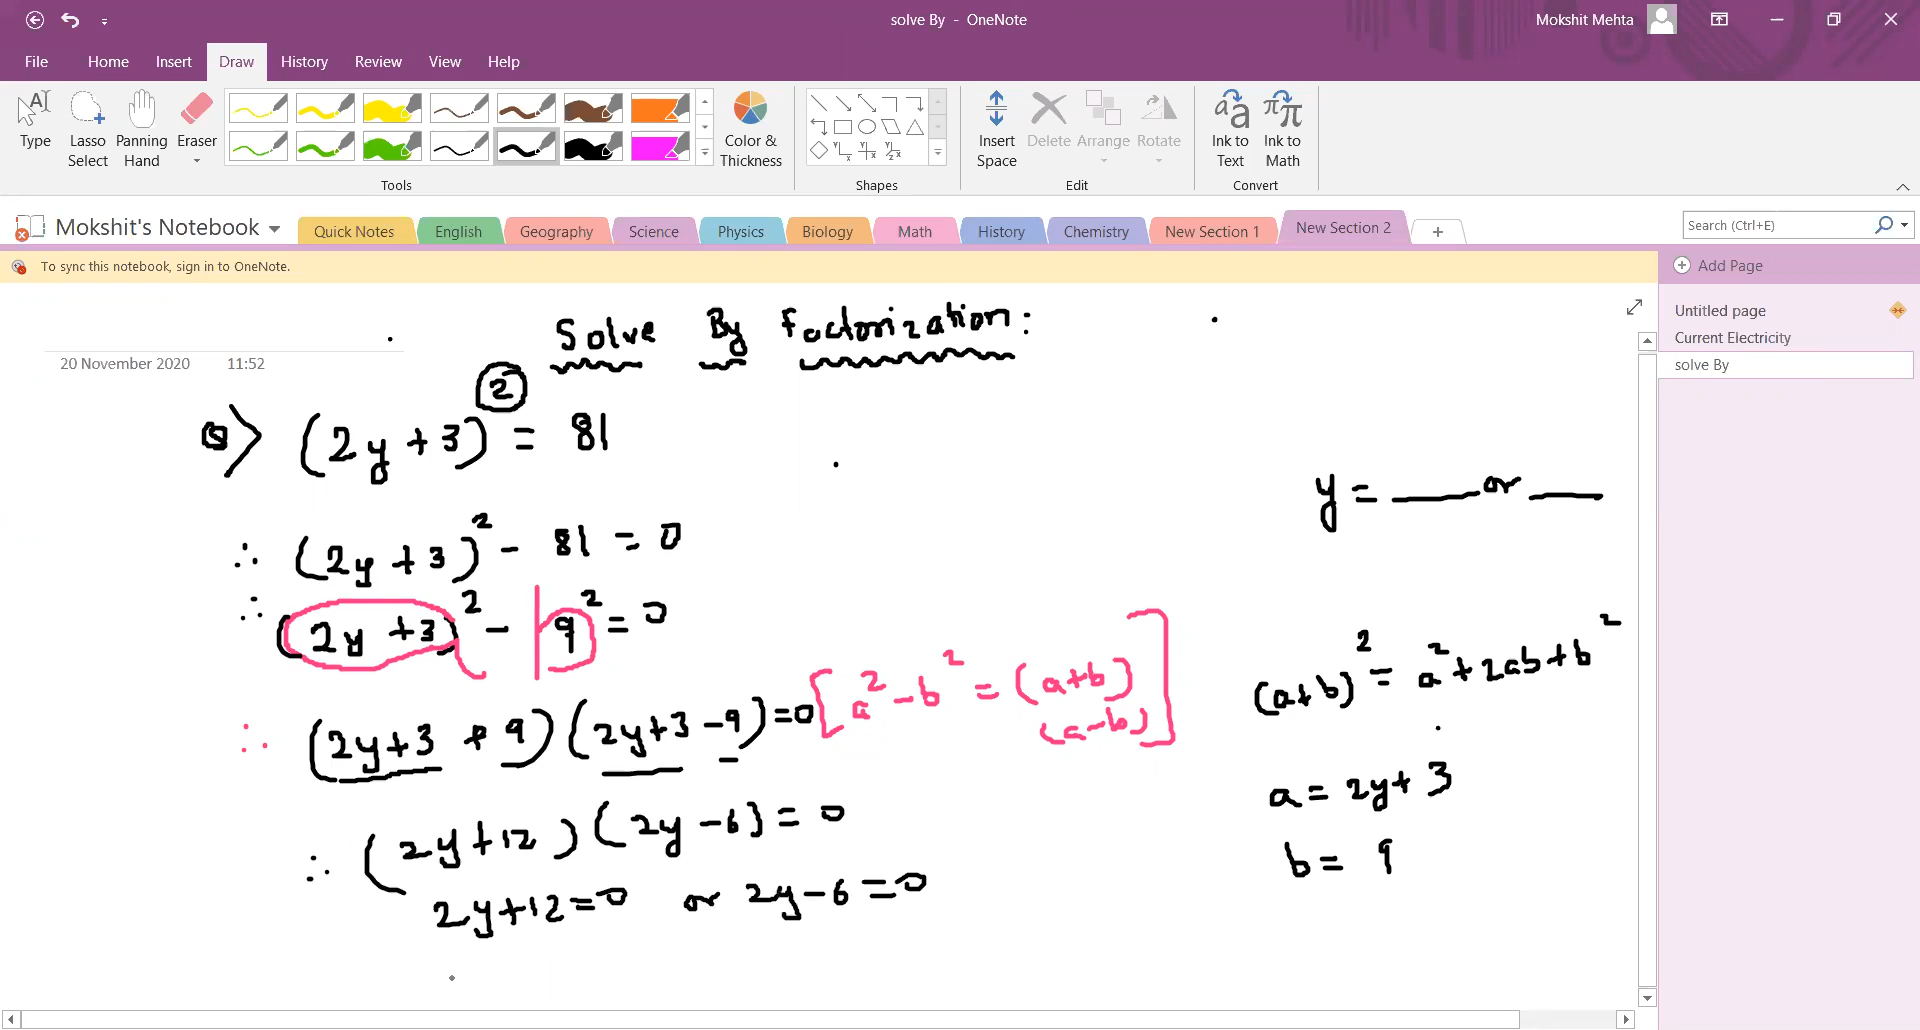 solve By - OneNote
Mokshit Mehta
File Home Insert Draw History Review View Help
Type
Lasso Select
Panning Hand
Eraser
Color & Thickness
Insert Space
Delete
Arrange
Rotate
Ink to Text
Ink to Math
Tools
Shapes
Edit
Convert
Mokshit's Notebook
Quick Notes
English
Geography
Science
Physics
Biology
Math
History
Chemistry
New Section 1
New Section 2
Search (Ctrl+E)
To sync this notebook, sign in to OneNote.
Add Page
Untitled page
Current Electricity
solve By
20 November 2020 11:52
Solve By Factorization:
Q> (2y+3)² = 81
y = ___ or ___
∴ (2y+3)² - 81 = 0
∴ (2y+3)² - 9² = 0
[a² - b² = (a+b)
(a-b)]
(a+b)² = a² + 2ab + b²
∴ (2y+3 + 9) (2y+3 - 9) = 0
a = 2y+3
∴ (2y+12) (2y-6) = 0
b = 9
2y+12=0 or 2y-6=0